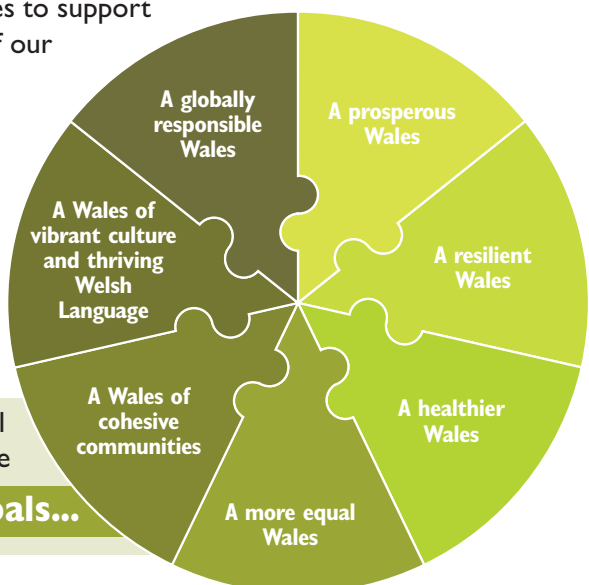 es to support
our
A globally
responsible
Wales
A prosperous
Wales
A Wales of
vibrant culture
and thriving
Welsh
Language
A resilient
Wales
A Wales of
cohesive
communities
A healthier
Wales
A more equal
Wales
oals...